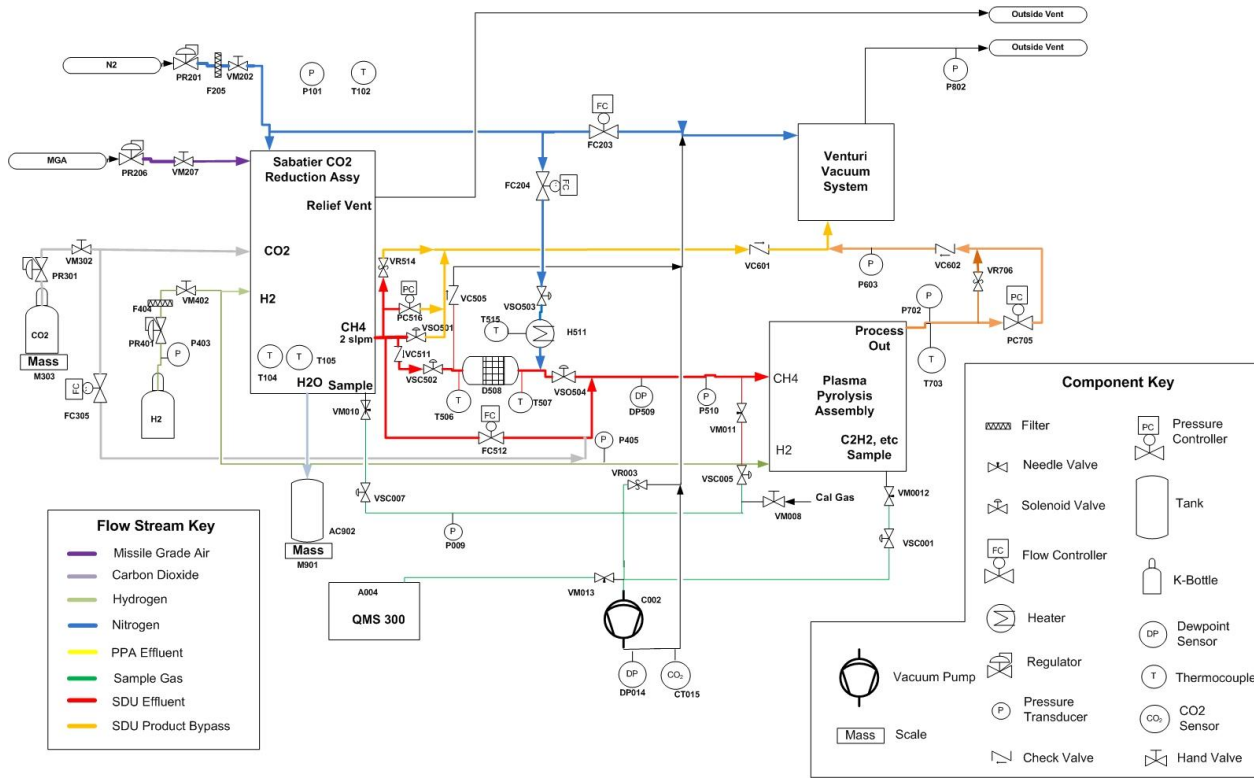 Outside Vent
Outside Vent
N2
PR201
F205
VM202
P
P101
T
T102
FC
FC203
P
P802
MGA
PR206
VM207
Sabatier CO2
Reduction Assy
Relief Vent
CO2
H2
CH4
2 slpm
H2O
Sample
T104
T105
FC204
FC
Venturi
Vacuum
System
VM302
PR301
CO2
Mass
M303
F404
VM402
PR401
P
P403
H2
FC
FC305
VR514
PC
PC516
VSO501
VC505
VC511
VSC502
D508
T
T506
T
T507
VSO503
T515
T
H511
VSO504
FC
FC512
VC601
P
P603
VC602
VR706
P702
P
PC
PC705
T
T703
DP
DP509
P
P510
P
P405
VM011
Process
Out
CH4
Plasma
Pyrolysis
Assembly
H2
C2H2, etc
Sample
VM010
VSC007
P
P009
VR003
VSC005
VM008
Cal Gas
VM0012
VSC001
AC902
Mass
M901
A004
QMS 300
VM013
C002
DP
DP014
CO2
CT015
Flow Stream Key
Missile Grade Air
Carbon Dioxide
Hydrogen
Nitrogen
PPA Effluent
Sample Gas
SDU Effluent
SDU Product Bypass
Component Key
Filter
Needle Valve
Solenoid Valve
FC
Flow Controller
Heater
Regulator
P
Pressure
Transducer
Check Valve
PC
Pressure
Controller
Tank
K-Bottle
DP
Dewpoint
Sensor
T
Thermocouple
CO2
CO2
Sensor
Hand Valve
Vacuum Pump
Mass
Scale